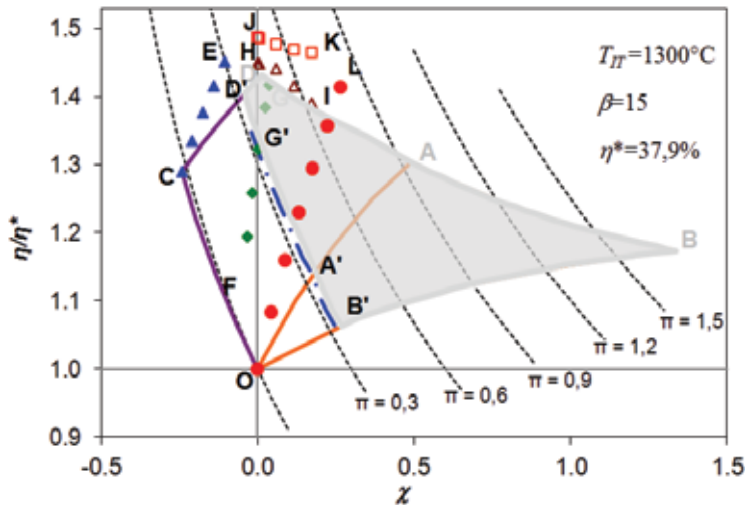 1.5
1.4
1.3
1.2
1.1
1.0
0.9
η/η*
-0.5
0.0
0.5
1.0
1.5
χ
J
K
E
H
L
D
D'
G
I
G'
A
C
B
F
A'
B'
O
T_IT=1300°C
β=15
η*=37,9%
π = 1,5
π = 1,2
π = 0,9
π = 0,6
π = 0,3